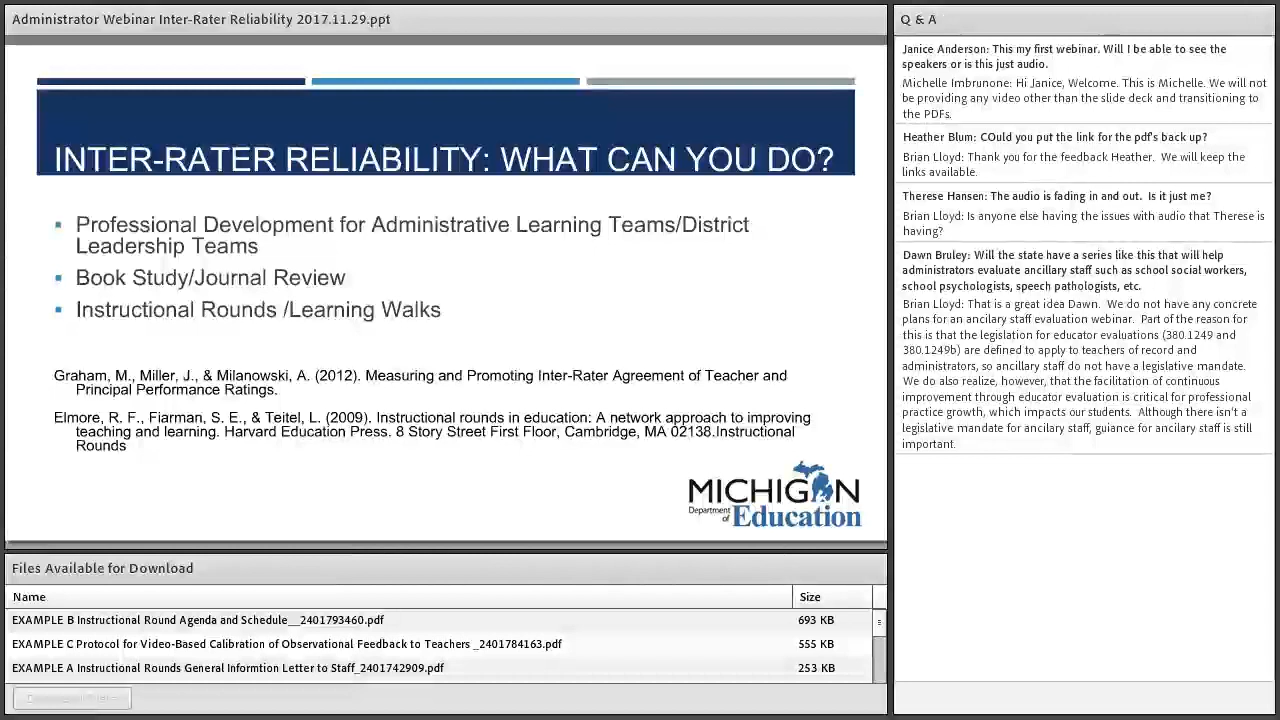 Administrator Webinar Inter-Rater Reliability 2017.11.29.ppt
INTER-RATER RELIABILITY: WHAT CAN YOU DO?
Professional Development for Administrative Learning Teams/District
Leadership Teams
Book Study/Journal Review
Instructional Rounds /Learning Walks
Graham, M., Miller, J., & Milanowski, A. (2012). Measuring and Promoting Inter-Rater Agreement of Teacher and
Principal Performance Ratings.
Elmore, R. F., Fiarman, S. E., & Teitel, L. (2009). Instructional rounds in education: A network approach to improving
teaching and learning. Harvard Education Press. 8 Story Street First Floor, Cambridge, MA 02138.Instructional
Rounds
MICHIGAN
Department
of Education
Files Available for Download
Name Size
EXAMPLE B Instructional Round Agenda and Schedule__2401793460.pdf 693 KB
EXAMPLE C Protocol for Video-Based Calibration of Observational Feedback to Teachers _2401784163.pdf 555 KB
EXAMPLE A Instructional Rounds General Informtion Letter to Staff_2401742909.pdf 253 KB
Q & A
Janice Anderson: This my first webinar. Will I be able to see the
speakers or is this just audio.
Michelle Imbrunone: Hi Janice, Welcome. This is Michelle. We will not
be providing any video other than the slide deck and transitioning to
the PDFs.
Heather Blum: COuld you put the link for the pdf's back up?
Brian Lloyd: Thank you for the feedback Heather. We will keep the
links available.
Therese Hansen: The audio is fading in and out. Is it just me?
Brian Lloyd: Is anyone else having the issues with audio that Therese is
having?
Dawn Bruley: Will the state have a series like this that will help
administrators evaluate ancillary staff such as school social workers,
school psychologists, speech pathologists, etc.
Brian Lloyd: That is a great idea Dawn. We do not have any concrete
plans for an ancilary staff evaluation webinar. Part of the reason for
this is that the legislation for educator evaluations (380.1249 and
380.1249b) are defined to apply to teachers of record and
administrators, so ancillary staff do not have a legislative mandate.
We do also realize, however, that the facilitation of continuous
improvement through educator evaluation is critical for professional
practice growth, which impacts our students. Although there isn't a
legislative mandate for ancilary staff, guiance for ancilary staff is still
important.